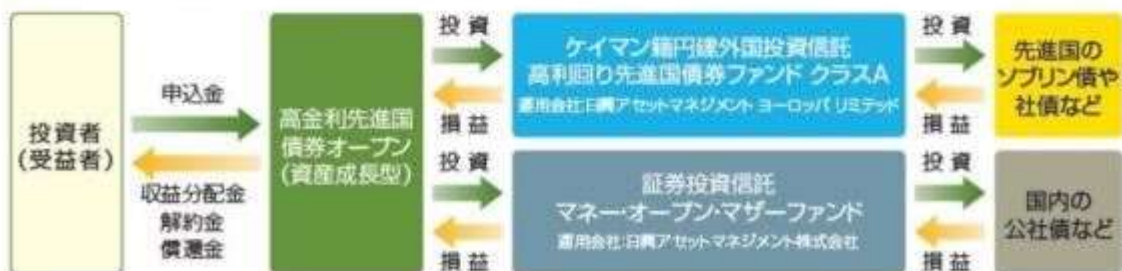 投資者
(受益者)
申込金
収益分配金
解約金
償還金
高金利先進国
債券オープン
(資産成長型)
投資
損益
投資
損益
ケイマン籍円建外国投資信託
高利回り先進国債券ファンド クラスA
運用会社:日興アセットマネジメント ヨーロッパ リミテッド
証券投資信託
マネー・オープン・マザーファンド
運用会社:日興アセットマネジメント株式会社
投資
損益
投資
損益
先進国の
ソブリン債や
社債など
国内の
公社債など